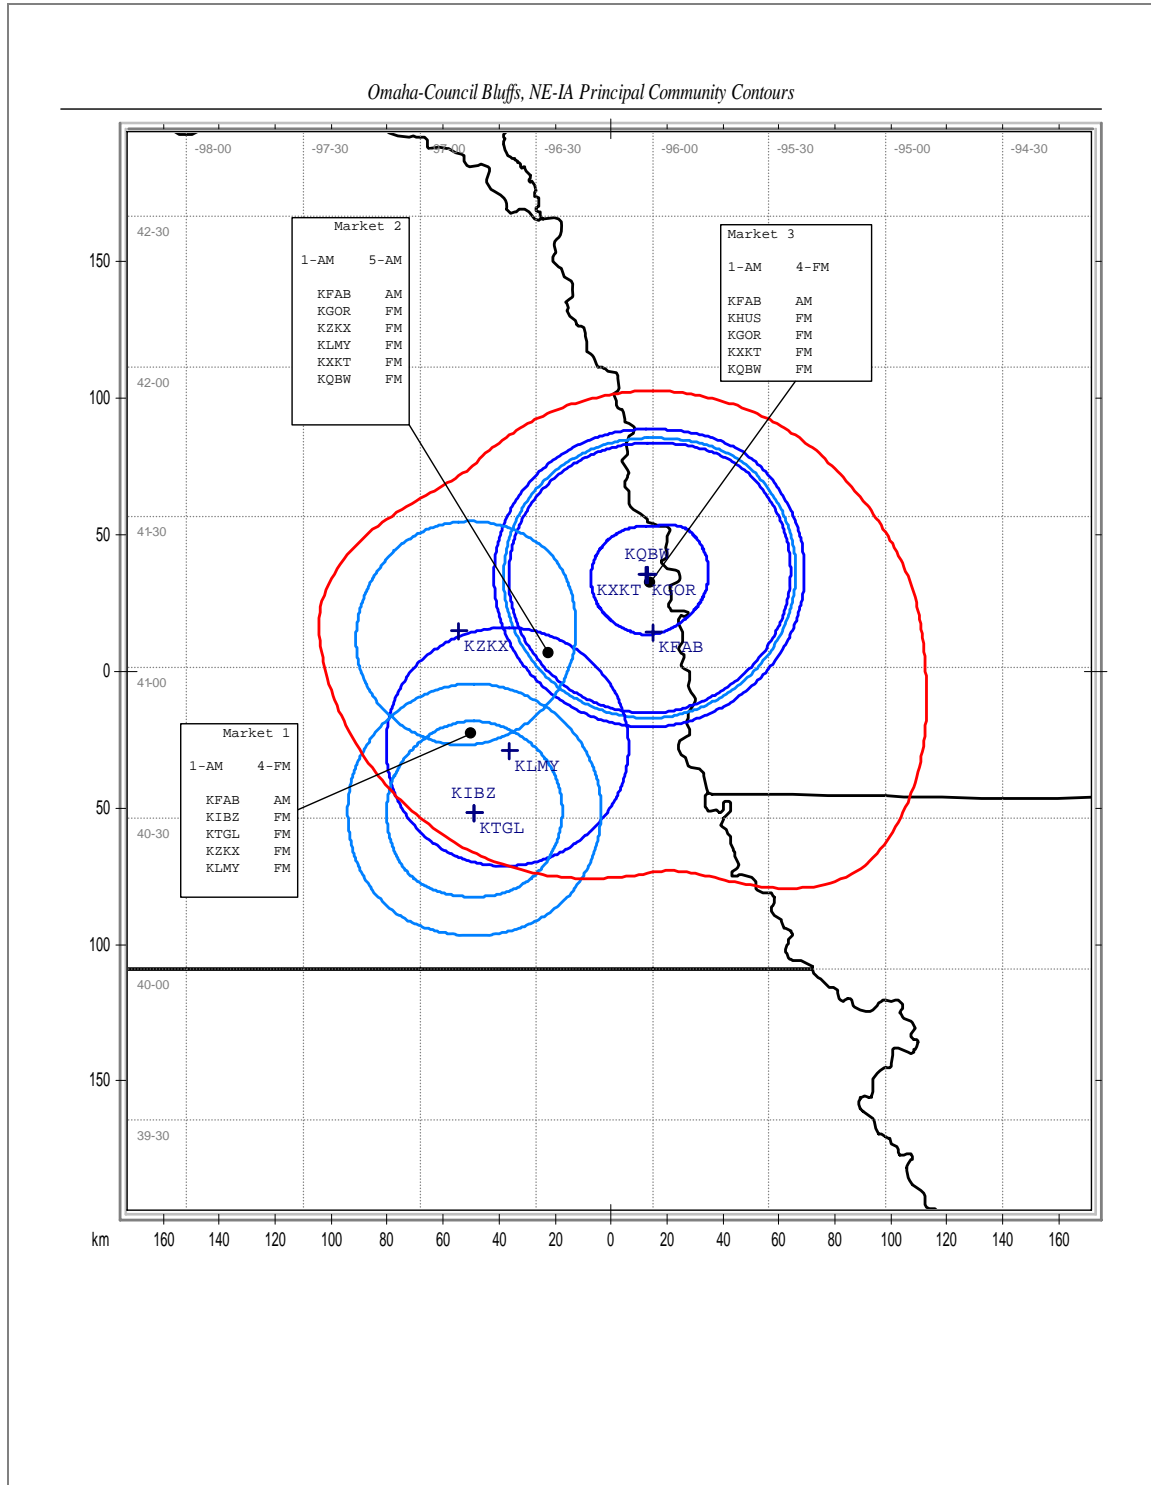 Omaha-Council Bluffs, NE-IA Principal Community Contours
-98-00 -97-30 -97-00 -96-30 -96-00 -95-30 -95-00 -94-30
42-30
42-00
41-30
41-00
40-30
40-00
39-30
150
100
50
0
50
100
150
Market 2
1-AM 5-AM
KFAB AM
KGOR FM
KZKX FM
KLMY FM
KXKT FM
KQBW FM
Market 3
1-AM 4-FM
KFAB AM
KHUS FM
KGOR FM
KXKT FM
KQBW FM
KQBW
KXKT KGOR
KFAB
KZKX
KLMY
KIBZ
KTGL
Market 1
1-AM 4-FM
KFAB AM
KIBZ FM
KTGL FM
KZKX FM
KLMY FM
km 160 140 120 100 80 60 40 20 0 20 40 60 80 100 120 140 160